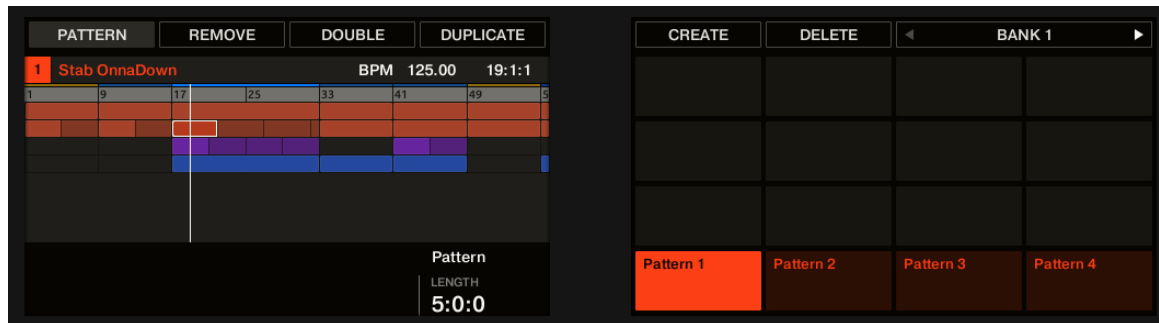 PATTERN REMOVE DOUBLE DUPLICATE
1 Stab OnnaDown BPM 125.00 19:1:1
1 9 17 25 33 41 49 5
Pattern
LENGTH
5:0:0
CREATE DELETE BANK 1
Pattern 1 Pattern 2 Pattern 3 Pattern 4